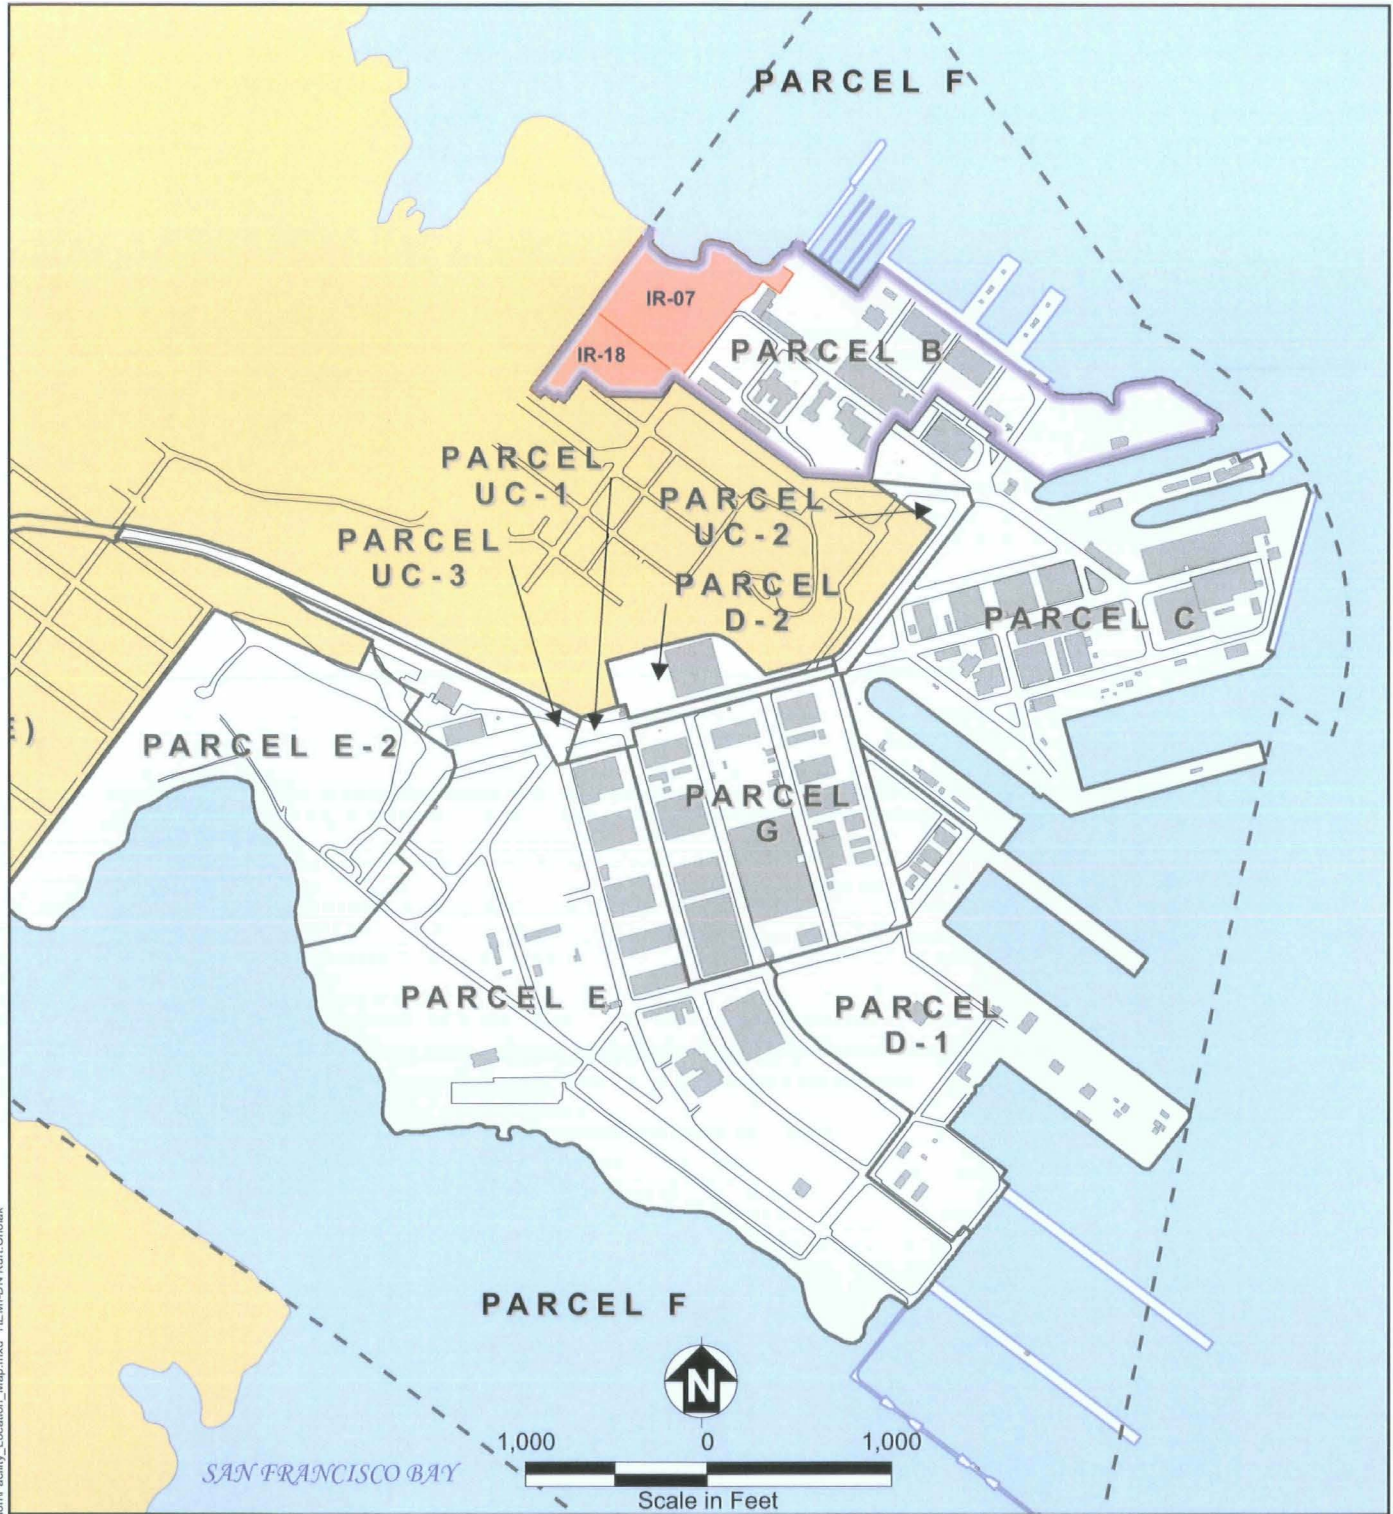 PARCEL F
IR-07
IR-18
PARCEL B
PARCEL
UC-1
PARCEL
UC-2
PARCEL
UC-3
PARCEL
D-2
PARCEL C
E)
PARCEL E-2
PARCEL
G
PARCEL E
PARCEL
D-1
PARCEL F
N
1,000 0 1,000
SAN FRANCISCO BAY
Scale in Feet